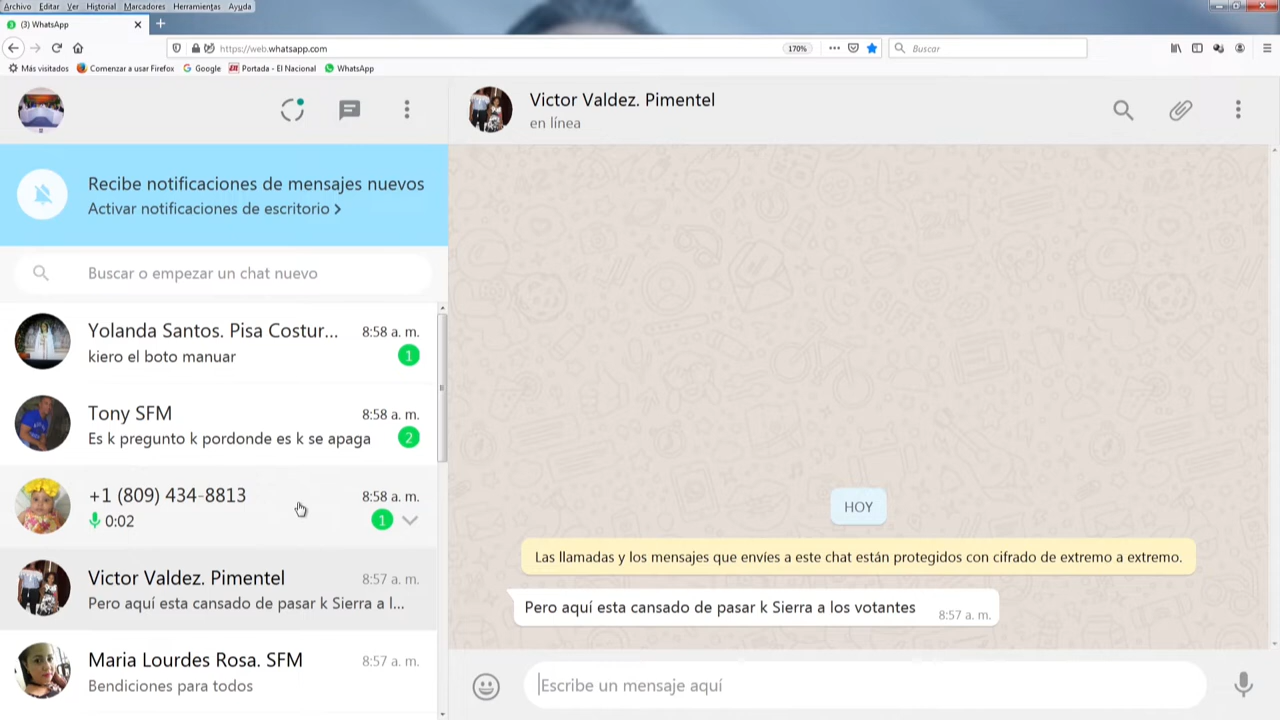 Archivo Editar Ver Historial Marcadores Herramientas Ayuda
(3) WhatsApp
https://web.whatsapp.com
170%
Buscar
Más visitados Comenzar a usar Firefox Google Portada - El Nacional WhatsApp
Recibe notificaciones de mensajes nuevos
Activar notificaciones de escritorio
Buscar o empezar un chat nuevo
Yolanda Santos. Pisa Costur... 8:58 a. m.
kiero el boto manuar 1
Tony SFM 8:58 a. m.
Es k pregunto k pordonde es k se apaga 2
+1 (809) 434-8813 8:58 a. m.
0:02 1
Victor Valdez. Pimentel 8:57 a. m.
Pero aquí esta cansado de pasar k Sierra a l...
Maria Lourdes Rosa. SFM 8:57 a. m.
Bendiciones para todos
Victor Valdez. Pimentel
en línea
HOY
Las llamadas y los mensajes que envíes a este chat están protegidos con cifrado de extremo a extremo.
Pero aquí esta cansado de pasar k Sierra a los votantes 8:57 a. m.
Escribe un mensaje aquí